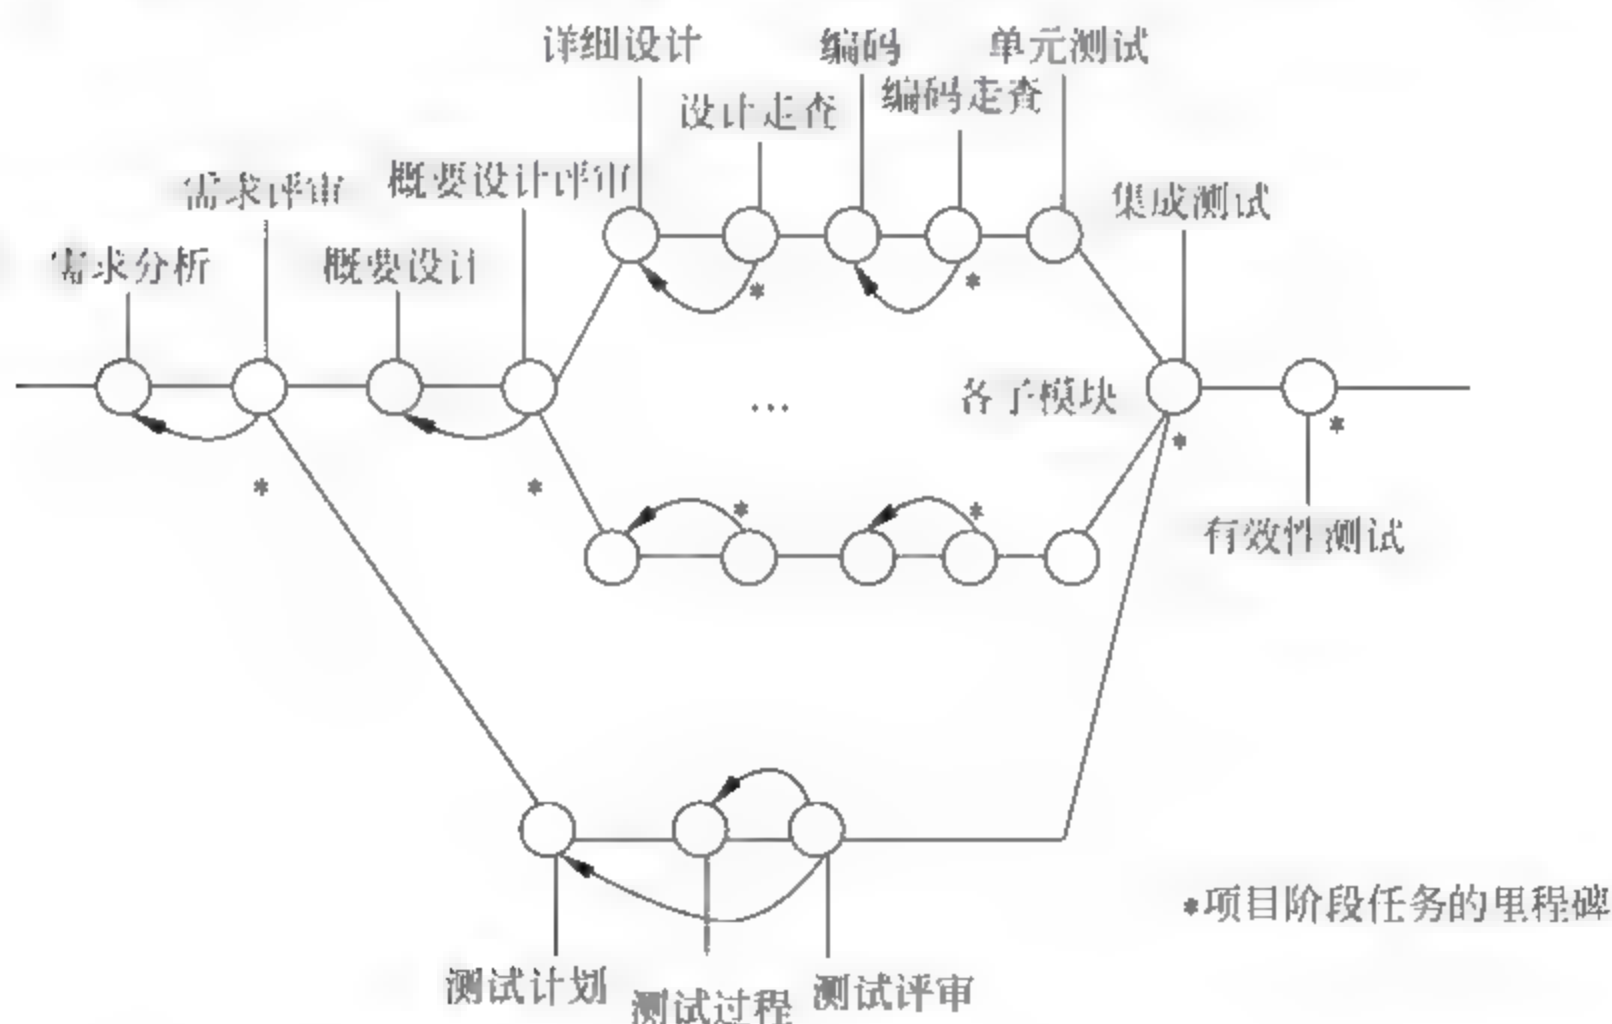 详细设计
编码
单元测试
设计走查
编码走查
需求评审
概要设计评审
集成测试
需求分析
概要设计
*
*
各子模块
…
*
*
*
*
*
*
有效性测试
*项目阶段任务的里程碑
测试计划
测试过程
测试评审